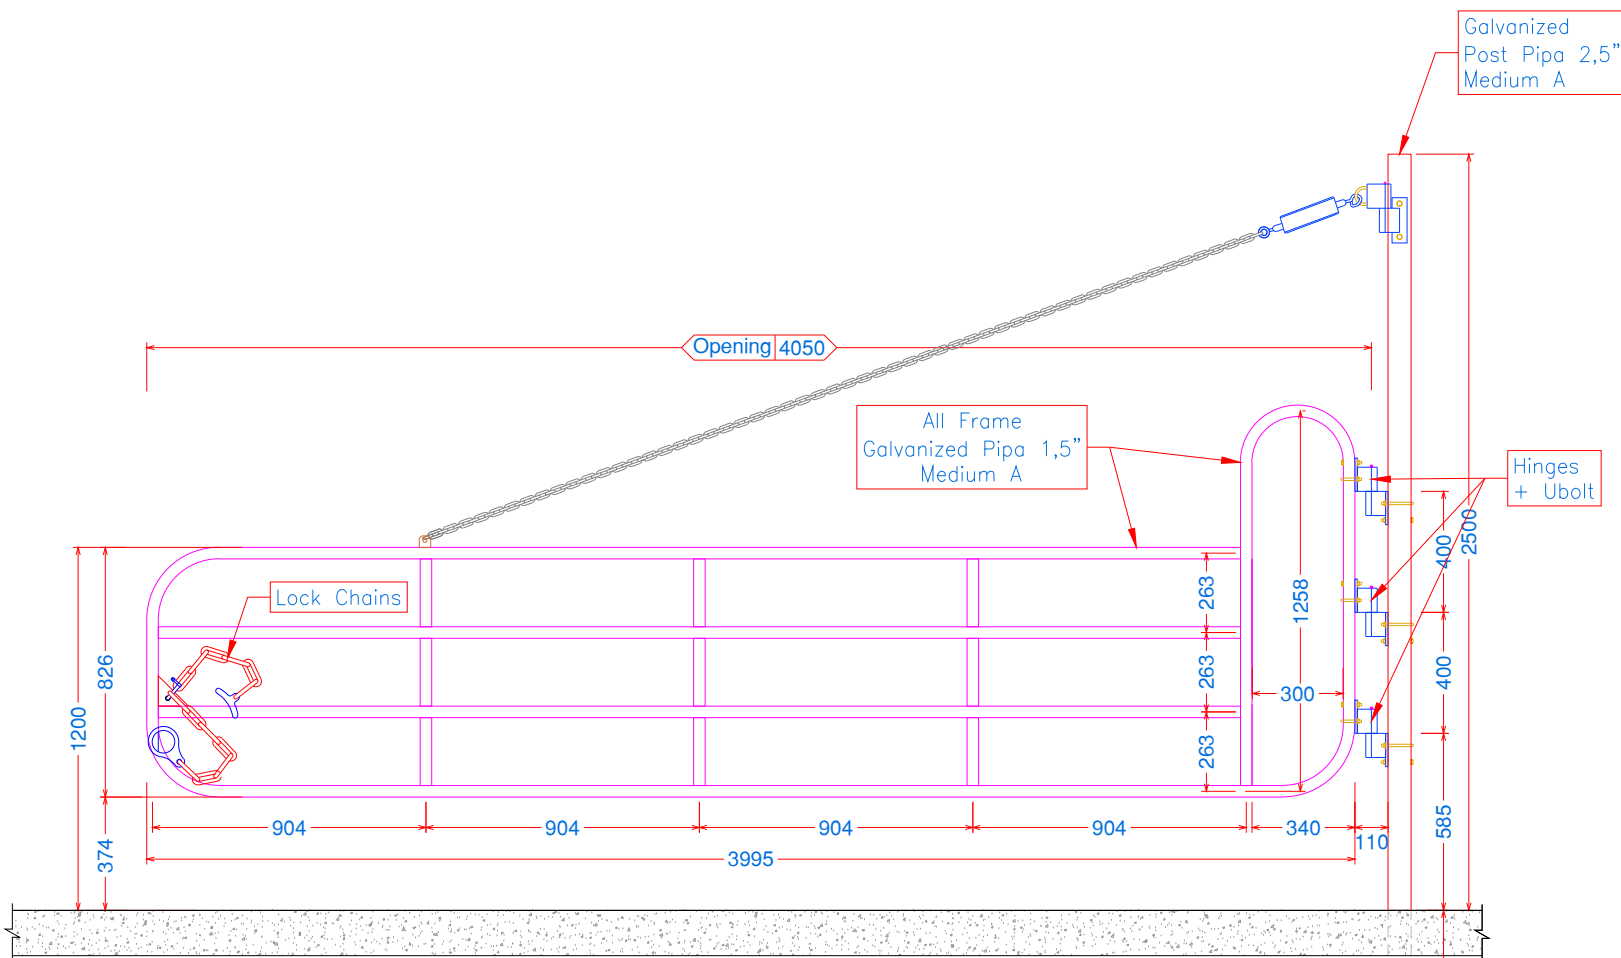 Galvanized
Post Pipa 2,5”
Medium A
Opening 4050
All Frame
Galvanized Pipa 1,5”
Medium A
Hinges
+ Ubolt
2500
400
Lock Chains
263
1258
826
263
400
300
1200
263
904
904
904
904
340
110
585
374
3995